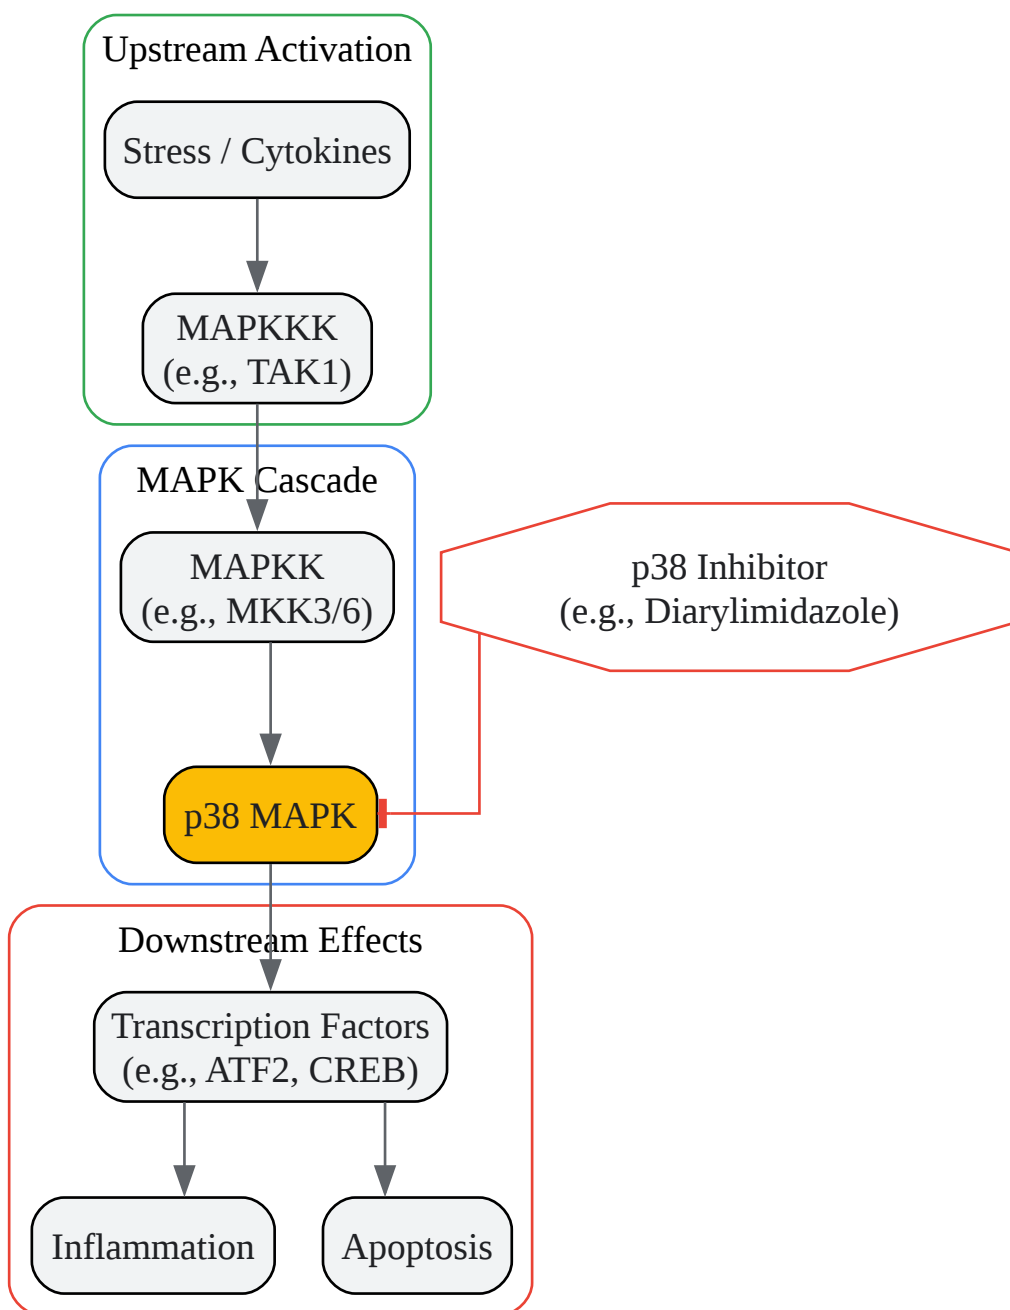 Upstream Activation
Stress / Cytokines
MAPKKK
(e.g., TAK1)
MAPK Cascade
MAPKK
(e.g., MKK3/6)
p38 Inhibitor
(e.g., Diarylimidazole)
p38 MAPK
Downstream Effects
Transcription Factors
(e.g., ATF2, CREB)
Inflammation
Apoptosis